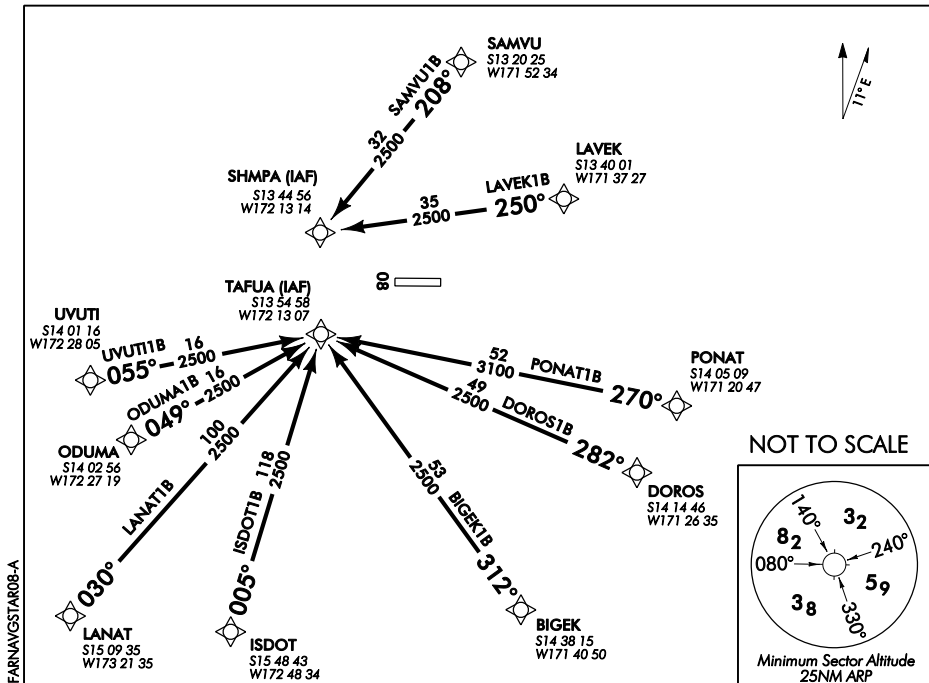 SAMVU
S13 20 25
W171 52 34
SAMVU1B
208°
32
2500
11°E
LAVEK
S13 40 01
W171 37 27
LAVEK1B
250°
35
2500
SHMPA (IAF)
S13 44 56
W172 13 14
08
TAFUA (IAF)
S13 54 58
W172 13 07
UVUTI
S14 01 16
W172 28 05
UVUTI1B
055°
16
2500
ODUMA1B
049°
16
2500
ODUMA
S14 02 56
W172 27 19
100
2500
LANAT1B
030°
LANAT
S15 09 35
W173 21 35
118
2500
ISDOT1B
005°
ISDOT
S15 48 43
W172 48 34
53
2500
BIGEK1B
312°
BIGEK
S14 38 15
W171 40 50
49
2500
DOROS1B
282°
DOROS
S14 14 46
W171 26 35
52
3100
PONAT1B
270°
PONAT
S14 05 09
W171 20 47
NOT TO SCALE
140°
32
82
240°
080°
59
38
330°
Minimum Sector Altitude
25NM ARP
FARNAVGSTAR08-A